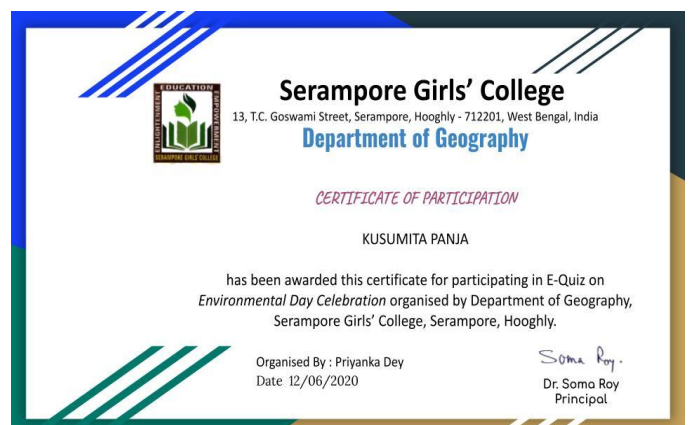 Serampore Girls' College
13, T.C. Goswami Street, Serampore, Hooghly - 712201, West Bengal, India
Department of Geography
EDUCATION
ENLIGHTENMENT
EMPOWERMENT
SERAMPORE GIRLS COLLEGE
CERTIFICATE OF PARTICIPATION
KUSUMITA PANJA
has been awarded this certificate for participating in E-Quiz on
Environmental Day Celebration organised by Department of Geography,
Serampore Girls' College, Serampore, Hooghly.
Organised By : Priyanka Dey
Date 12/06/2020
Soma Roy.
Dr. Soma Roy
Principal